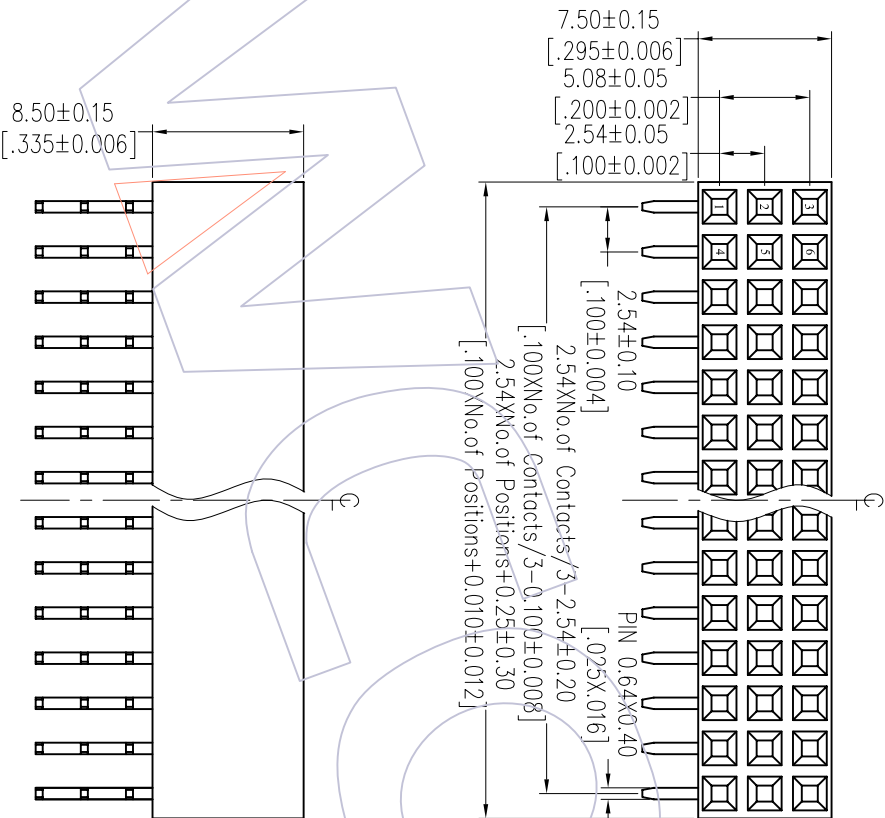 7.50±0.15
[.295±0.006]
5.08±0.05
[.200±0.002]
2.54±0.05
[.100±0.002]
8.50±0.15
[.335±0.006]
1 2 3
4 5 6
2.54±0.10
[.100±0.004]
2.54XNo.of Contacts/3-2.54±0.20
[.100XNo.of Contacts/3-0.100±0.008]
2.54XNo.of Positions+0.25±0.30
[.100XNo.of Positions+0.010±0.012]
PIN 0.64X0.40
[.025X.016]
CL
CL